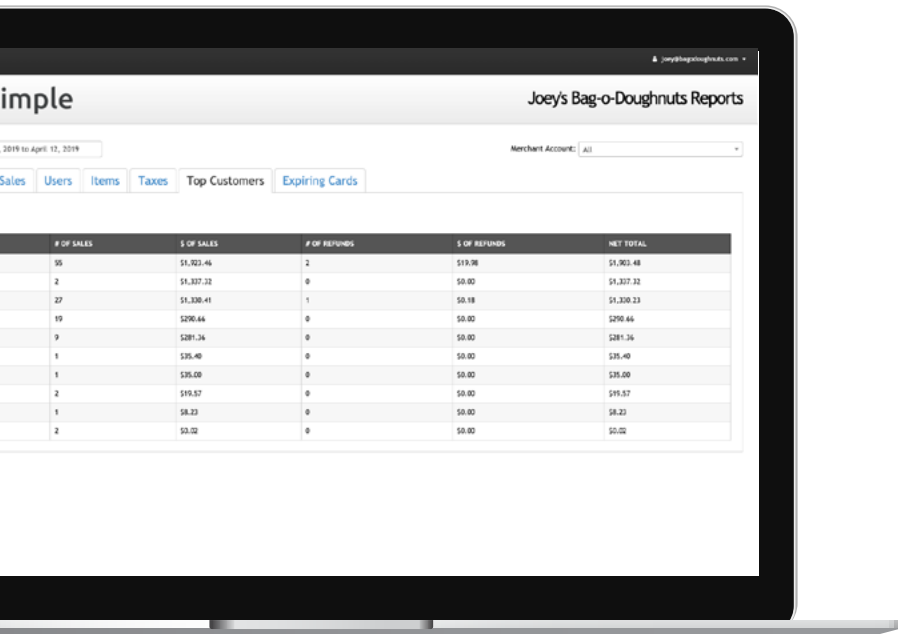 joey@bagodoughnuts.com
imple
Joey's Bag-o-Doughnuts Reports
, 2019 to April 12, 2019
Merchant Account: All
Sales Users Items Taxes Top Customers Expiring Cards
# OF SALES $ OF SALES # OF REFUNDS $ OF REFUNDS NET TOTAL
55 $1,923.46 2 $19.98 $1,903.48
2 $1,337.32 0 $0.00 $1,337.32
27 $1,330.41 1 $0.18 $1,330.23
19 $290.66 0 $0.00 $290.66
9 $281.36 0 $0.00 $281.36
1 $35.40 0 $0.00 $35.40
1 $35.00 0 $0.00 $35.00
2 $19.57 0 $0.00 $19.57
1 $8.23 0 $0.00 $8.23
2 $0.02 0 $0.00 $0.02